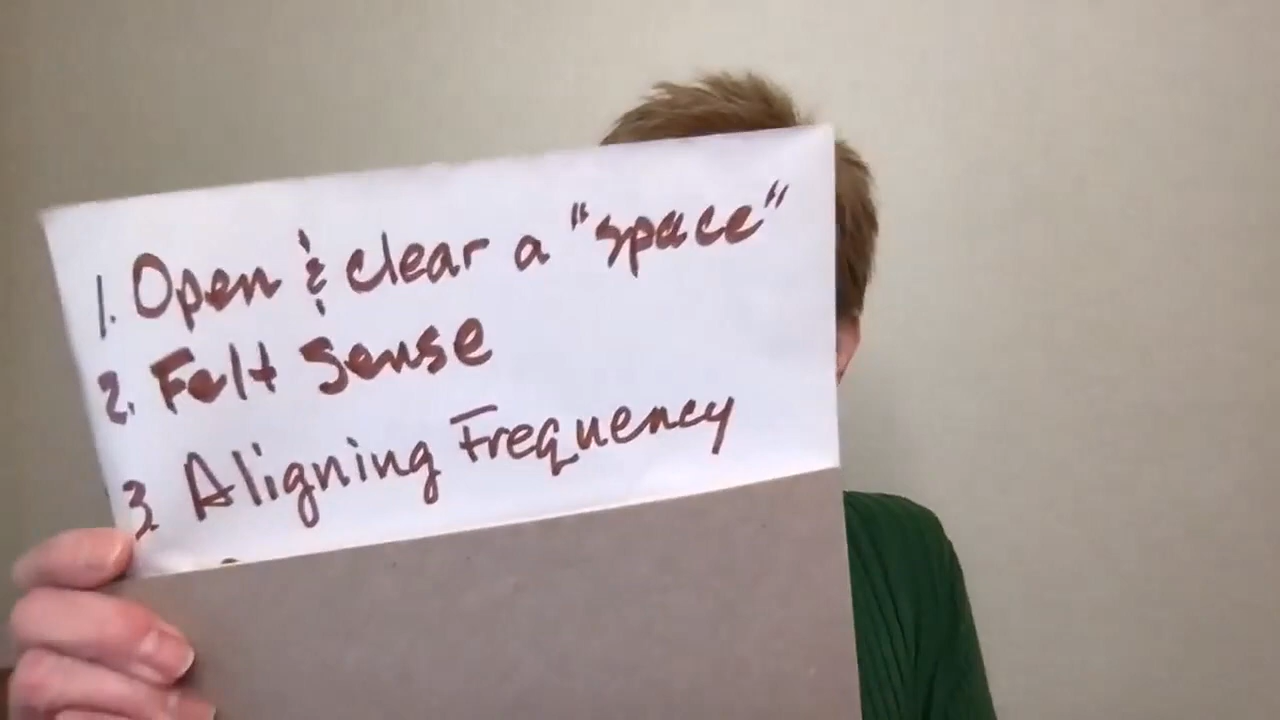 1. Open & clear a "space"
2. Felt Sense
3. Aligning Frequency